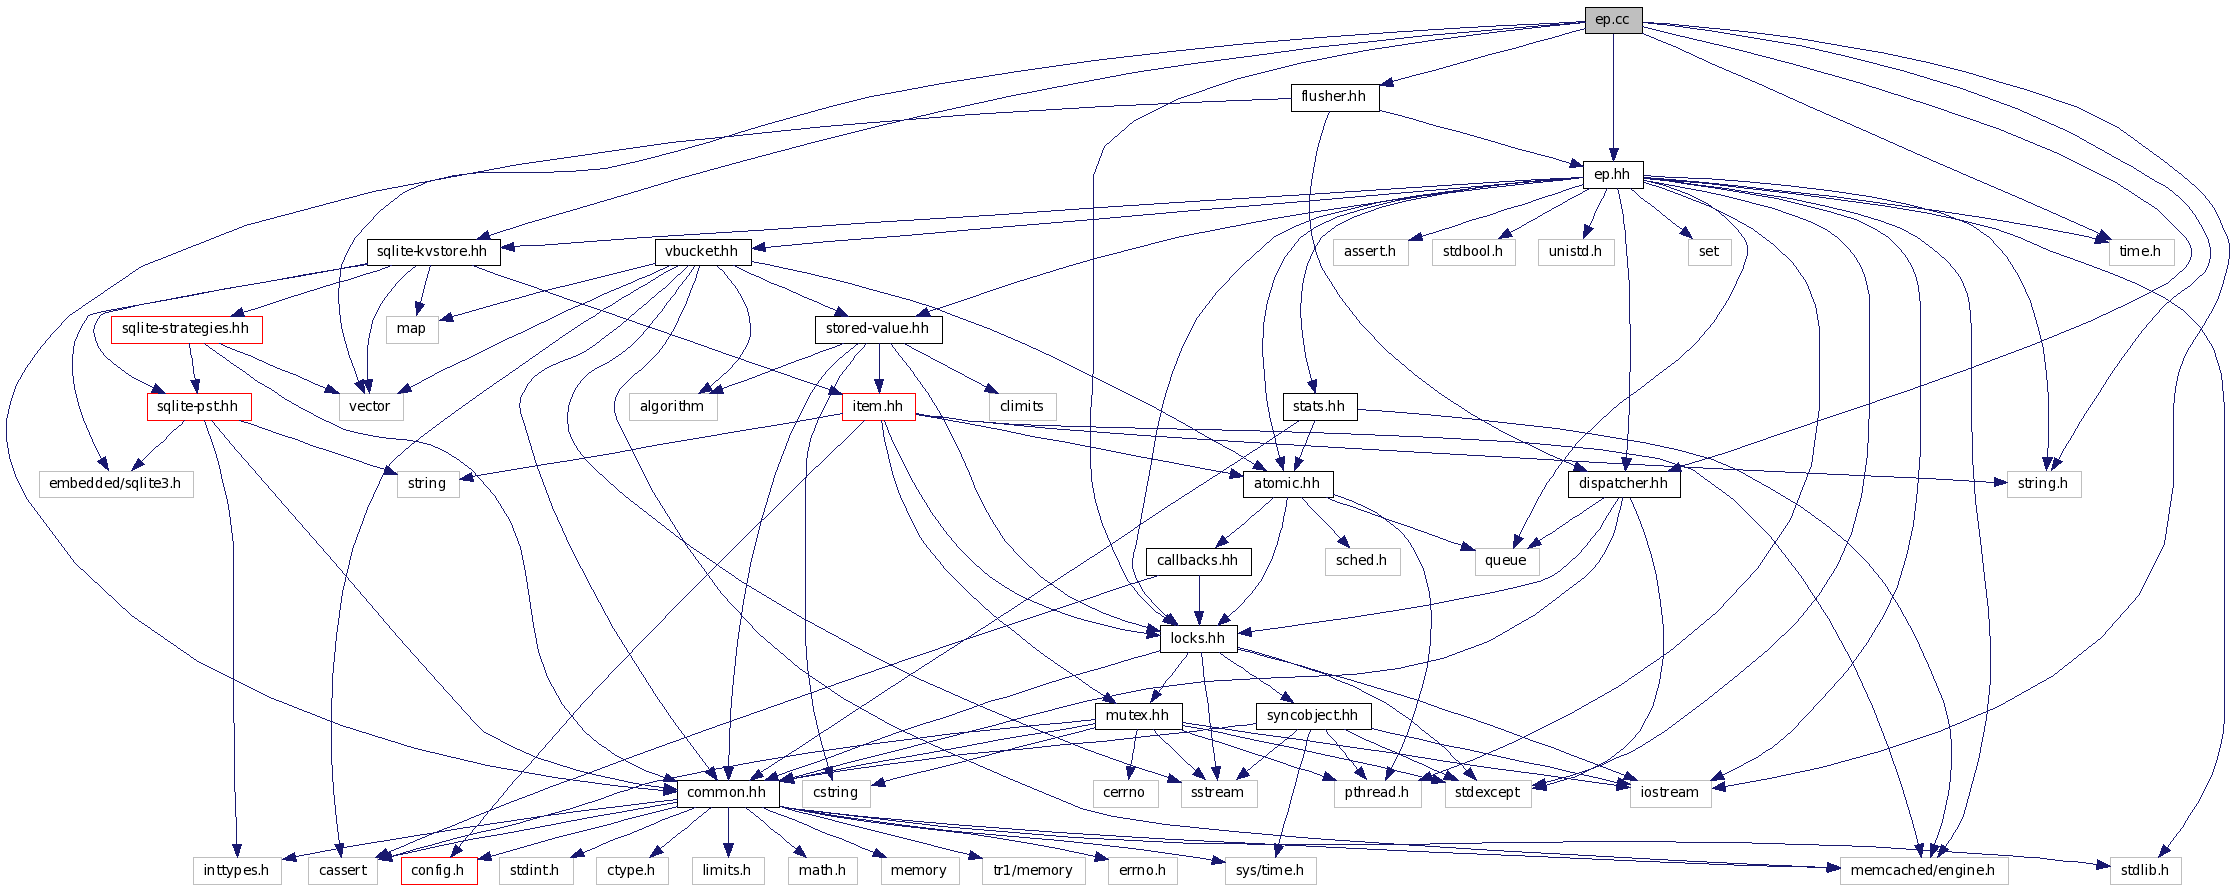 ep.cc
flusher.hh
ep.hh
sqlite-kvstore.hh
vbucket.hh
assert.h
stdbool.h
unistd.h
set
time.h
sqlite-strategies.hh
map
stored-value.hh
sqlite-pst.hh
vector
algorithm
item.hh
climits
stats.hh
embedded/sqlite3.h
string
atomic.hh
dispatcher.hh
string.h
callbacks.hh
sched.h
queue
locks.hh
mutex.hh
syncobject.hh
common.hh
cstring
cerrno
sstream
pthread.h
stdexcept
iostream
inttypes.h
cassert
config.h
stdint.h
ctype.h
limits.h
math.h
memory
tr1/memory
errno.h
sys/time.h
memcached/engine.h
stdlib.h